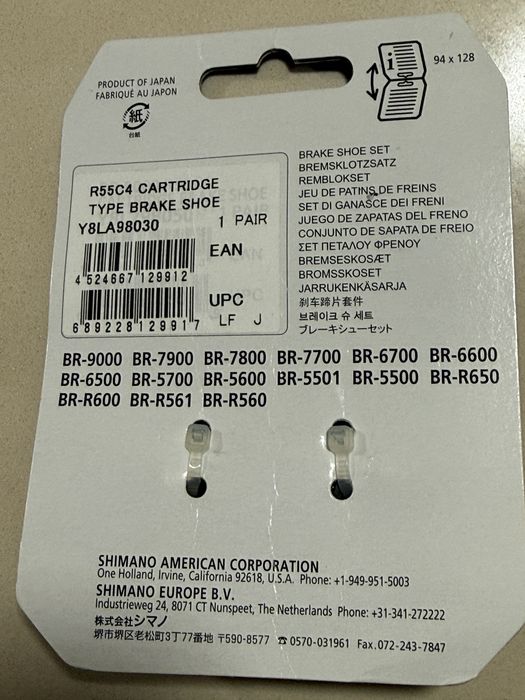 PRODUCT OF JAPAN
FABRIQUÉ AU JAPON
紙
台紙
i
94 x 128
R55C4 CARTRIDGE
TYPE BRAKE SHOE
Y8LA98030
1 PAIR
EAN
4 524667 129912
UPC
6 89228 12991 7
LF J
BRAKE SHOE SET
BREMSKLOTZSATZ
REMBLOKSET
JEU DE PATINS DE FREINS
SET DI GANASCE DEI FRENI
JUEGO DE ZAPATAS DEL FRENO
CONJUNTO DE SAPATA DE FREIO
ΣΕΤ ΠΕΤΑΛΟΥ ΦΡΕΝΟΥ
BREMSESKOSÆT
BROMSSKOSET
JARRUKENKÄSARJA
刹车蹄片套件
브레이크 슈 세트
ブレーキシューセット
BR-9000 BR-7900 BR-7800 BR-7700 BR-6700 BR-6600
BR-6500 BR-5700 BR-5600 BR-5501 BR-5500 BR-R650
BR-R600 BR-R561 BR-R560
SHIMANO AMERICAN CORPORATION
One Holland, Irvine, California 92618, U.S.A. Phone: +1-949-951-5003
SHIMANO EUROPE B.V.
Industrieweg 24, 8071 CT Nunspeet, The Netherlands Phone: +31-341-272222
株式会社シマノ
堺市堺区老松町3丁77番地 〒590-8577 ☎0570-031961 Fax.072-243-7847